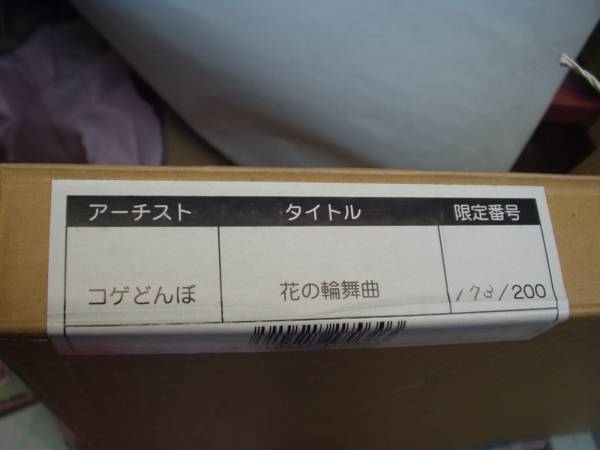 アーチスト タイトル 限定番号
コゲどんぼ 花の輪舞曲 173/200